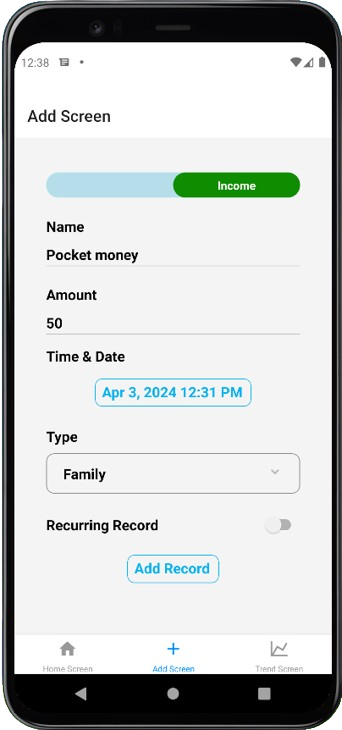 12:38
Add Screen
Income
Name
Pocket money
Amount
50
Time & Date
Apr 3, 2024 12:31 PM
Type
Family
Recurring Record
Add Record
Home Screen Add Screen Trend Screen